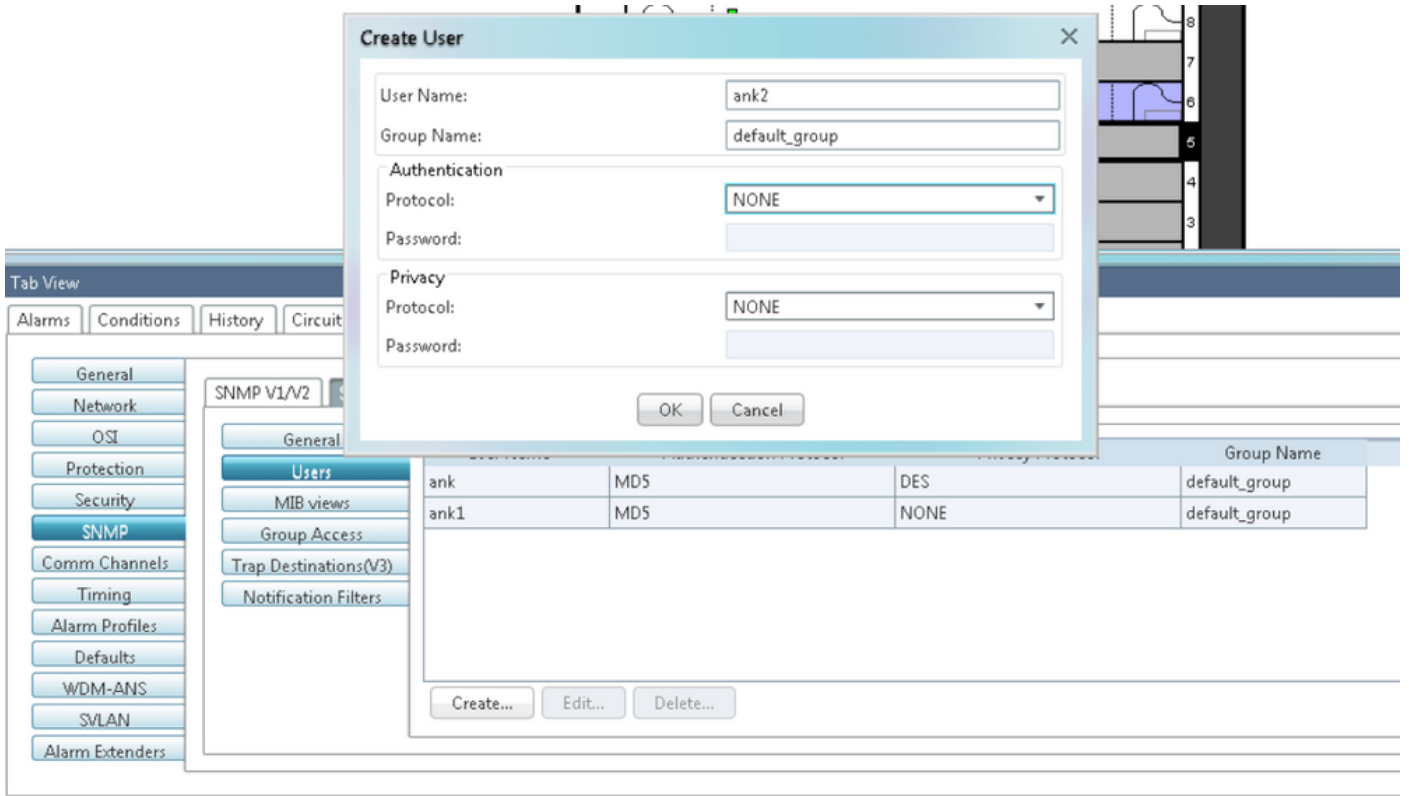 Create User
User Name: ank2
Group Name: default_group
Authentication
Protocol: NONE
Password:
Privacy
Protocol: NONE
Password:
OK Cancel
8
7
6
5
4
3
Tab View
Alarms Conditions History Circuit
General
Network
OSI
Protection
Security
SNMP
Comm Channels
Timing
Alarm Profiles
Defaults
WDM-ANS
SVLAN
Alarm Extenders
SNMP V1/V2
General
Users
MIB views
Group Access
Trap Destinations(V3)
Notification Filters
Group Name
ank MD5 DES default_group
ank1 MD5 NONE default_group
Create... Edit... Delete...